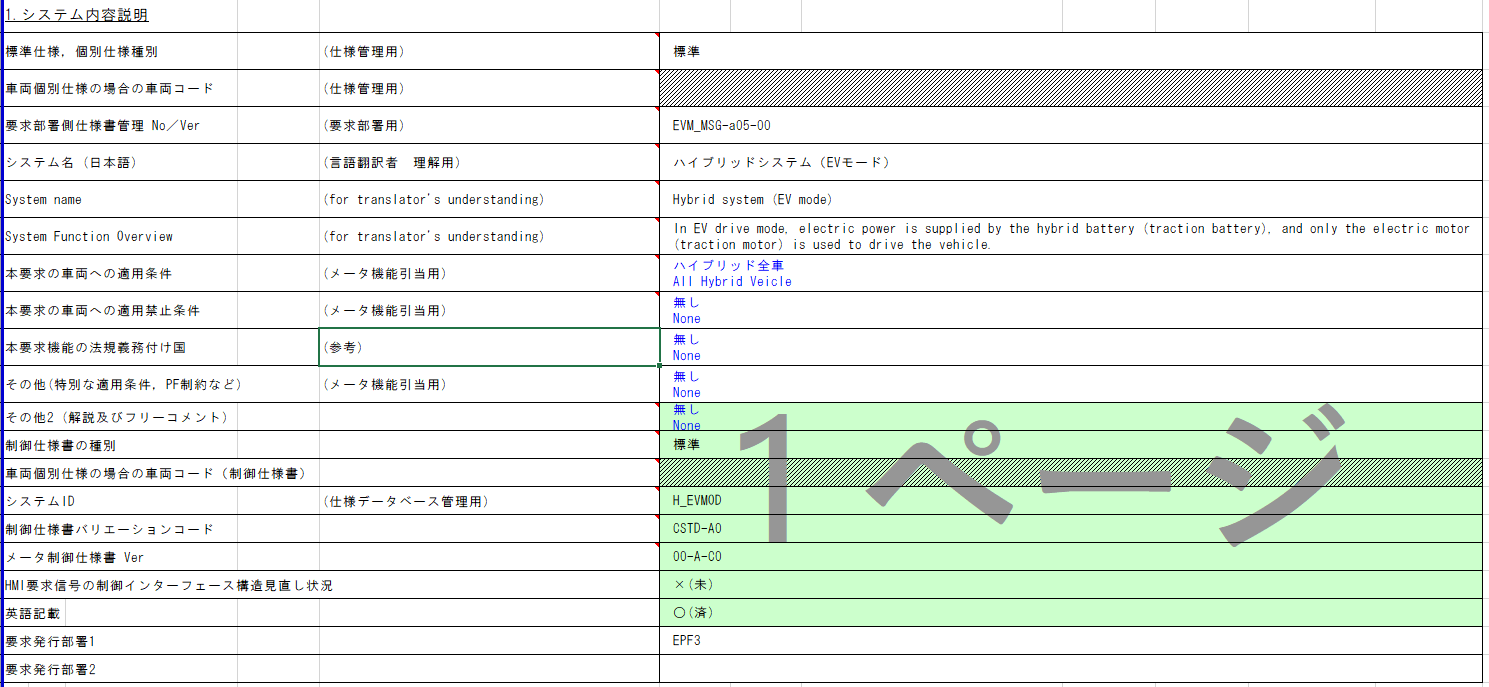 1.システム内容説明
標準仕様，個別仕様種別 (仕様管理用) 標準
車両個別仕様の場合の車両コード (仕様管理用)
要求部署側仕様書管理 No／Ver (要求部署用) EVM_MSG-a05-00
システム名（日本語） (言語翻訳者　理解用) ハイブリッドシステム（EVモード）
System name (for translator's understanding) Hybrid system (EV mode)
System Function Overview (for translator's understanding) In EV drive mode, electric power is supplied by the hybrid battery (traction battery), and only the electric motor
(traction motor) is used to drive the vehicle.
本要求の車両への適用条件 (メータ機能引当用) ハイブリッド全車
All Hybrid Veicle
本要求の車両への適用禁止条件 (メータ機能引当用) 無し
None
本要求機能の法規義務付け国 (参考) 無し
None
その他(特別な適用条件，PF制約など) (メータ機能引当用) 無し
None
その他2（解説及びフリーコメント） 無し
None
制御仕様書の種別 標準
車両個別仕様の場合の車両コード（制御仕様書）
システムID (仕様データベース管理用) H_EVMOD
制御仕様書バリエーションコード CSTD-A0
メータ制御仕様書 Ver 00-A-C0
HMI要求信号の制御インターフェース構造見直し状況 ×(未)
英語記載 〇(済)
要求発行部署1 EPF3
要求発行部署2
1ページ